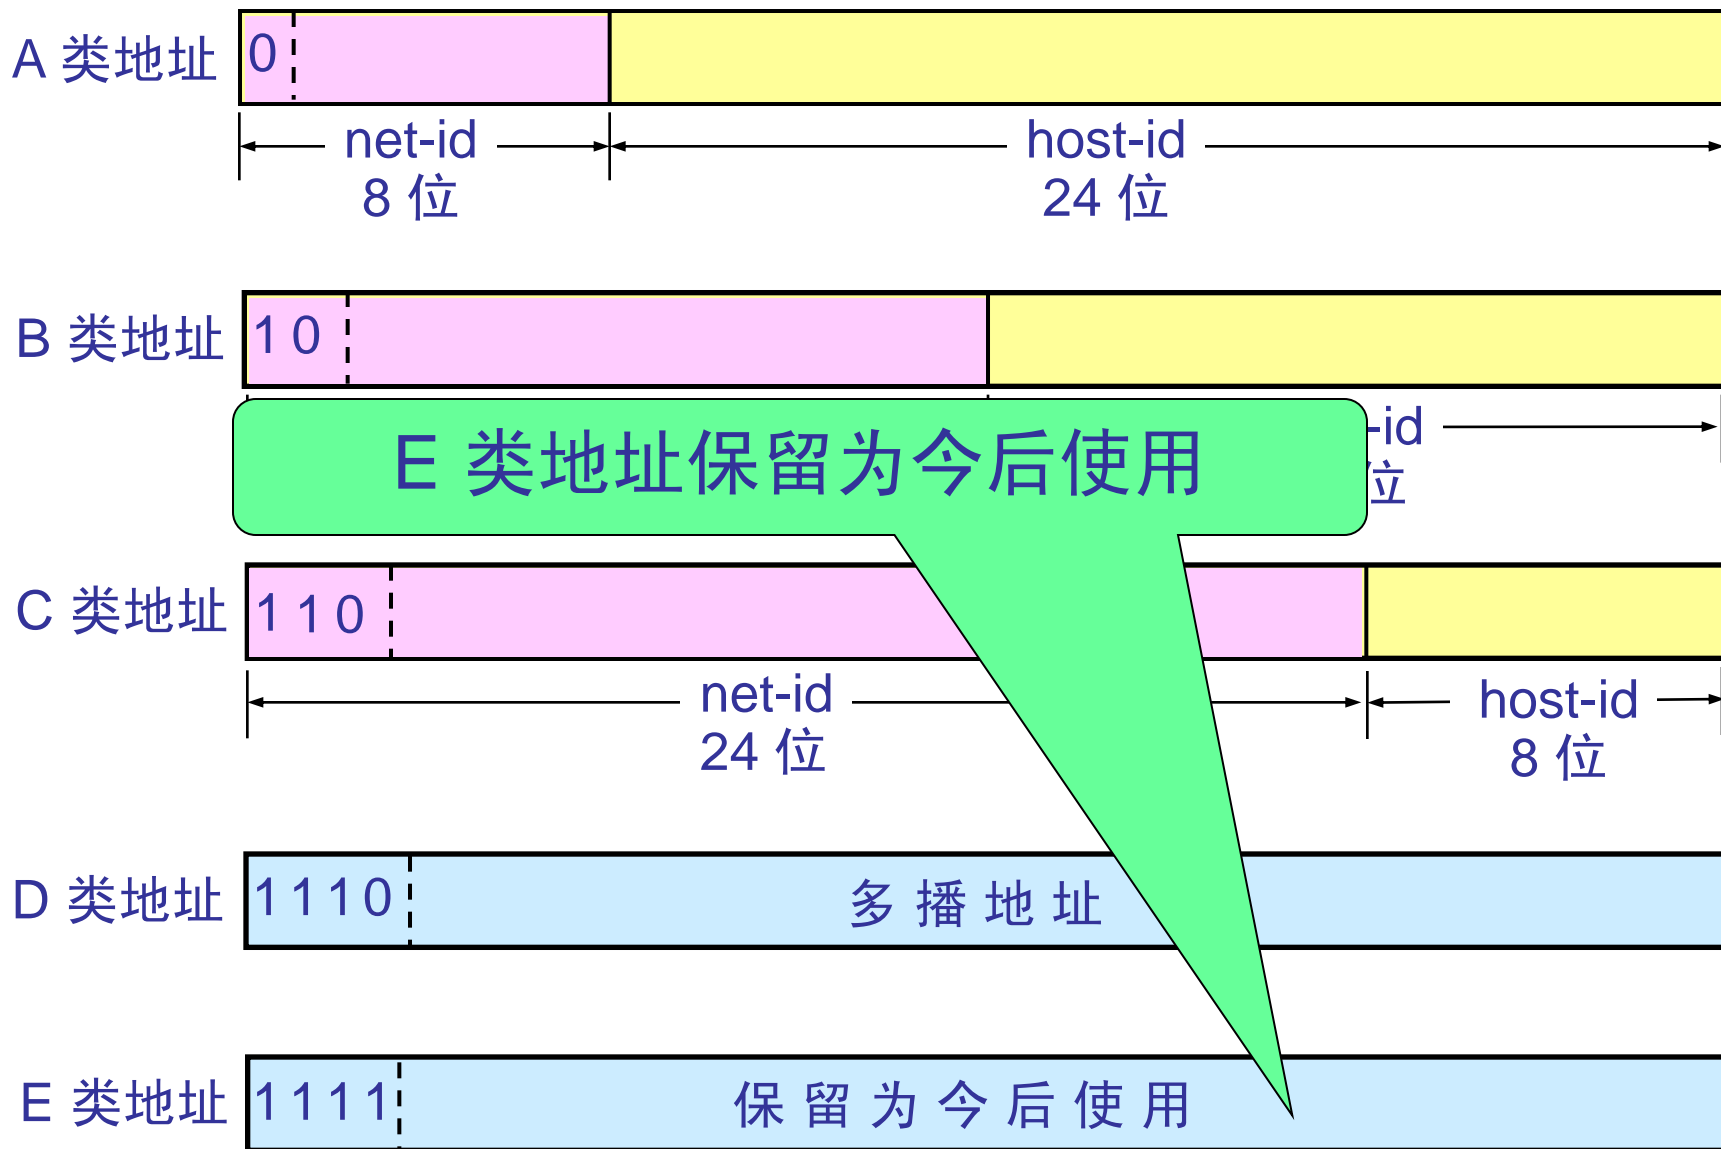 A 类地址
0
net-id
8 位
host-id
24 位
B 类地址
1 0
E 类地址保留为今后使用
-id
位
C 类地址
1 1 0
net-id
24 位
host-id
8 位
D 类地址
1 1 1 0
多 播 地 址
E 类地址
1 1 1 1
保 留 为 今 后 使 用